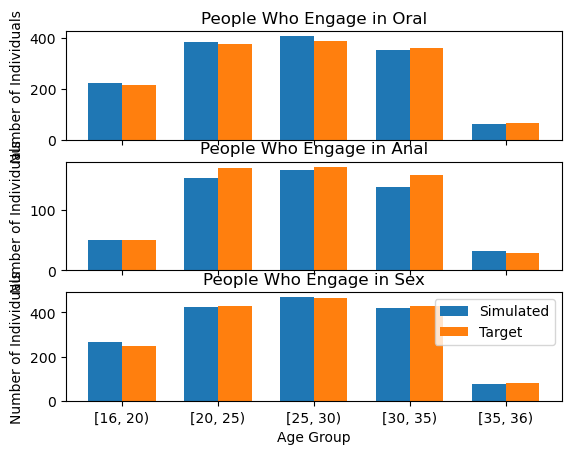 People Who Engage in Oral
Number of Individuals
400
200
0
People Who Engage in Anal
Number of Individuals
100
0
People Who Engage in Sex
Number of Individuals
400
200
0
Simulated
Target
[16, 20)
[20, 25)
[25, 30)
[30, 35)
[35, 36)
Age Group